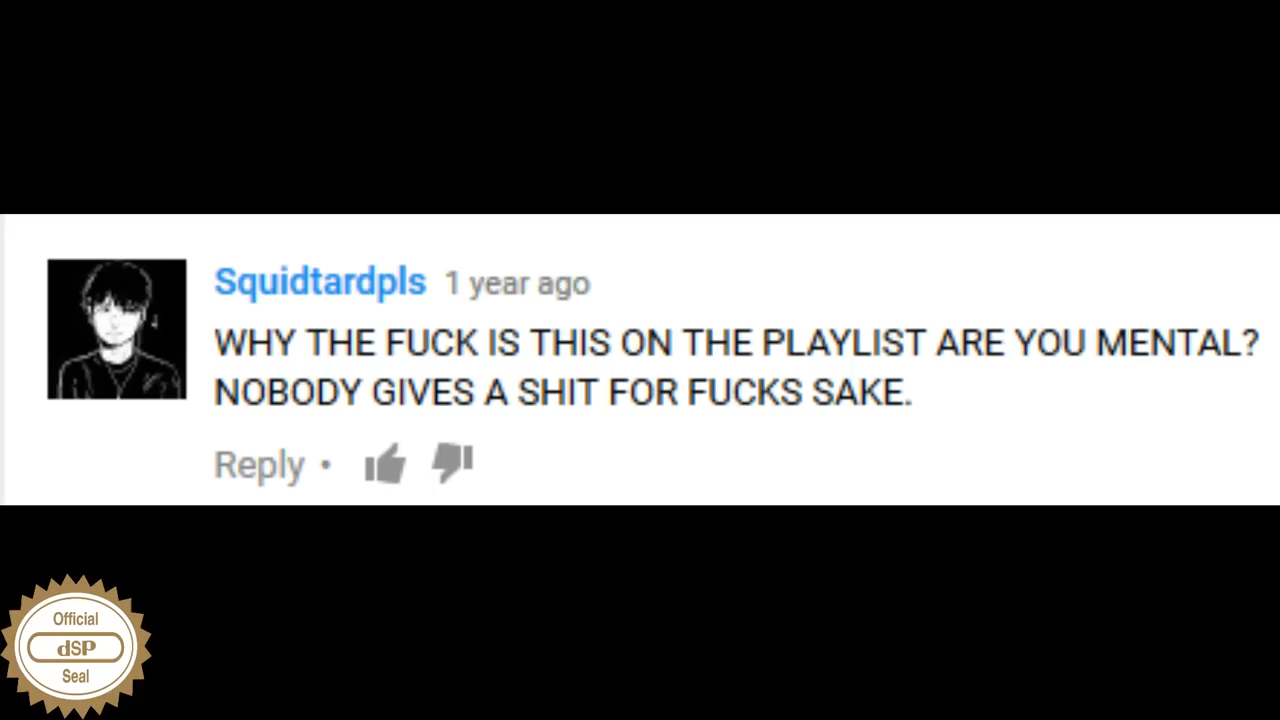 Squidtardpls 1 year ago
WHY THE FUCK IS THIS ON THE PLAYLIST ARE YOU MENTAL?
NOBODY GIVES A SHIT FOR FUCKS SAKE.
Reply •
Official
dSP
Seal